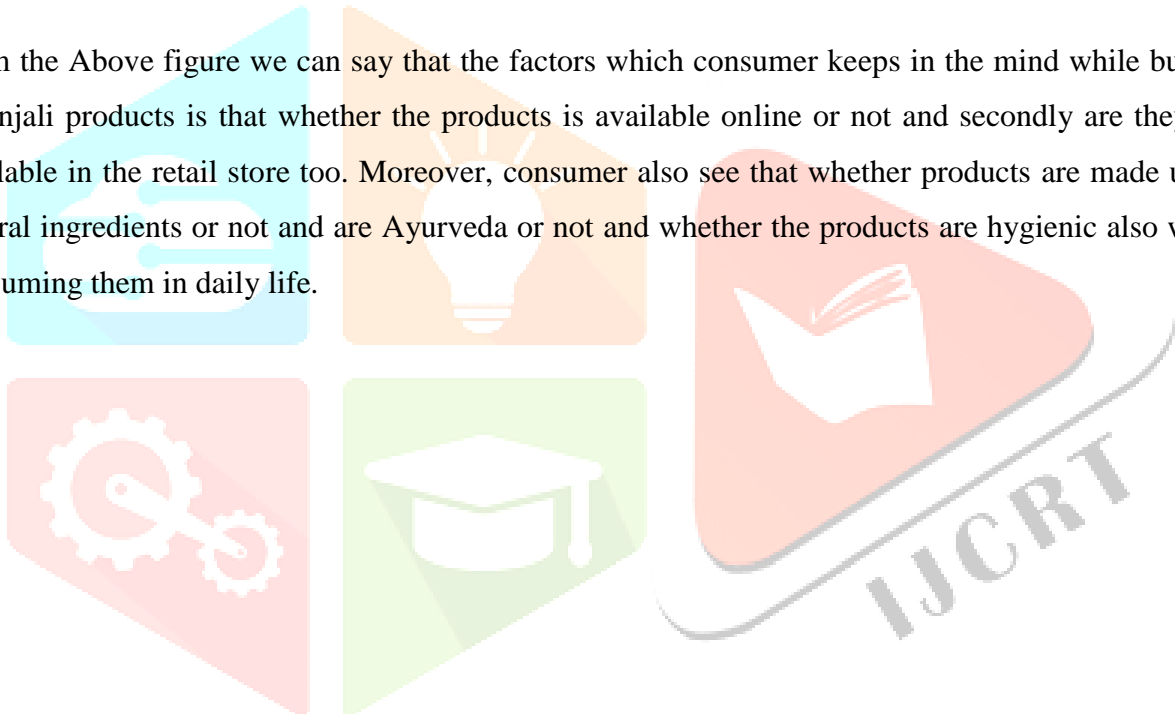 n the Above figure we can say that the factors which consumer keeps in the mind while bu
njali products is that whether the products is available online or not and secondly are they
lable in the retail store too. Moreover, consumer also see that whether products are made u
ral ingredients or not and are Ayurveda or not and whether the products are hygienic also w
uming them in daily life.
IJCRT